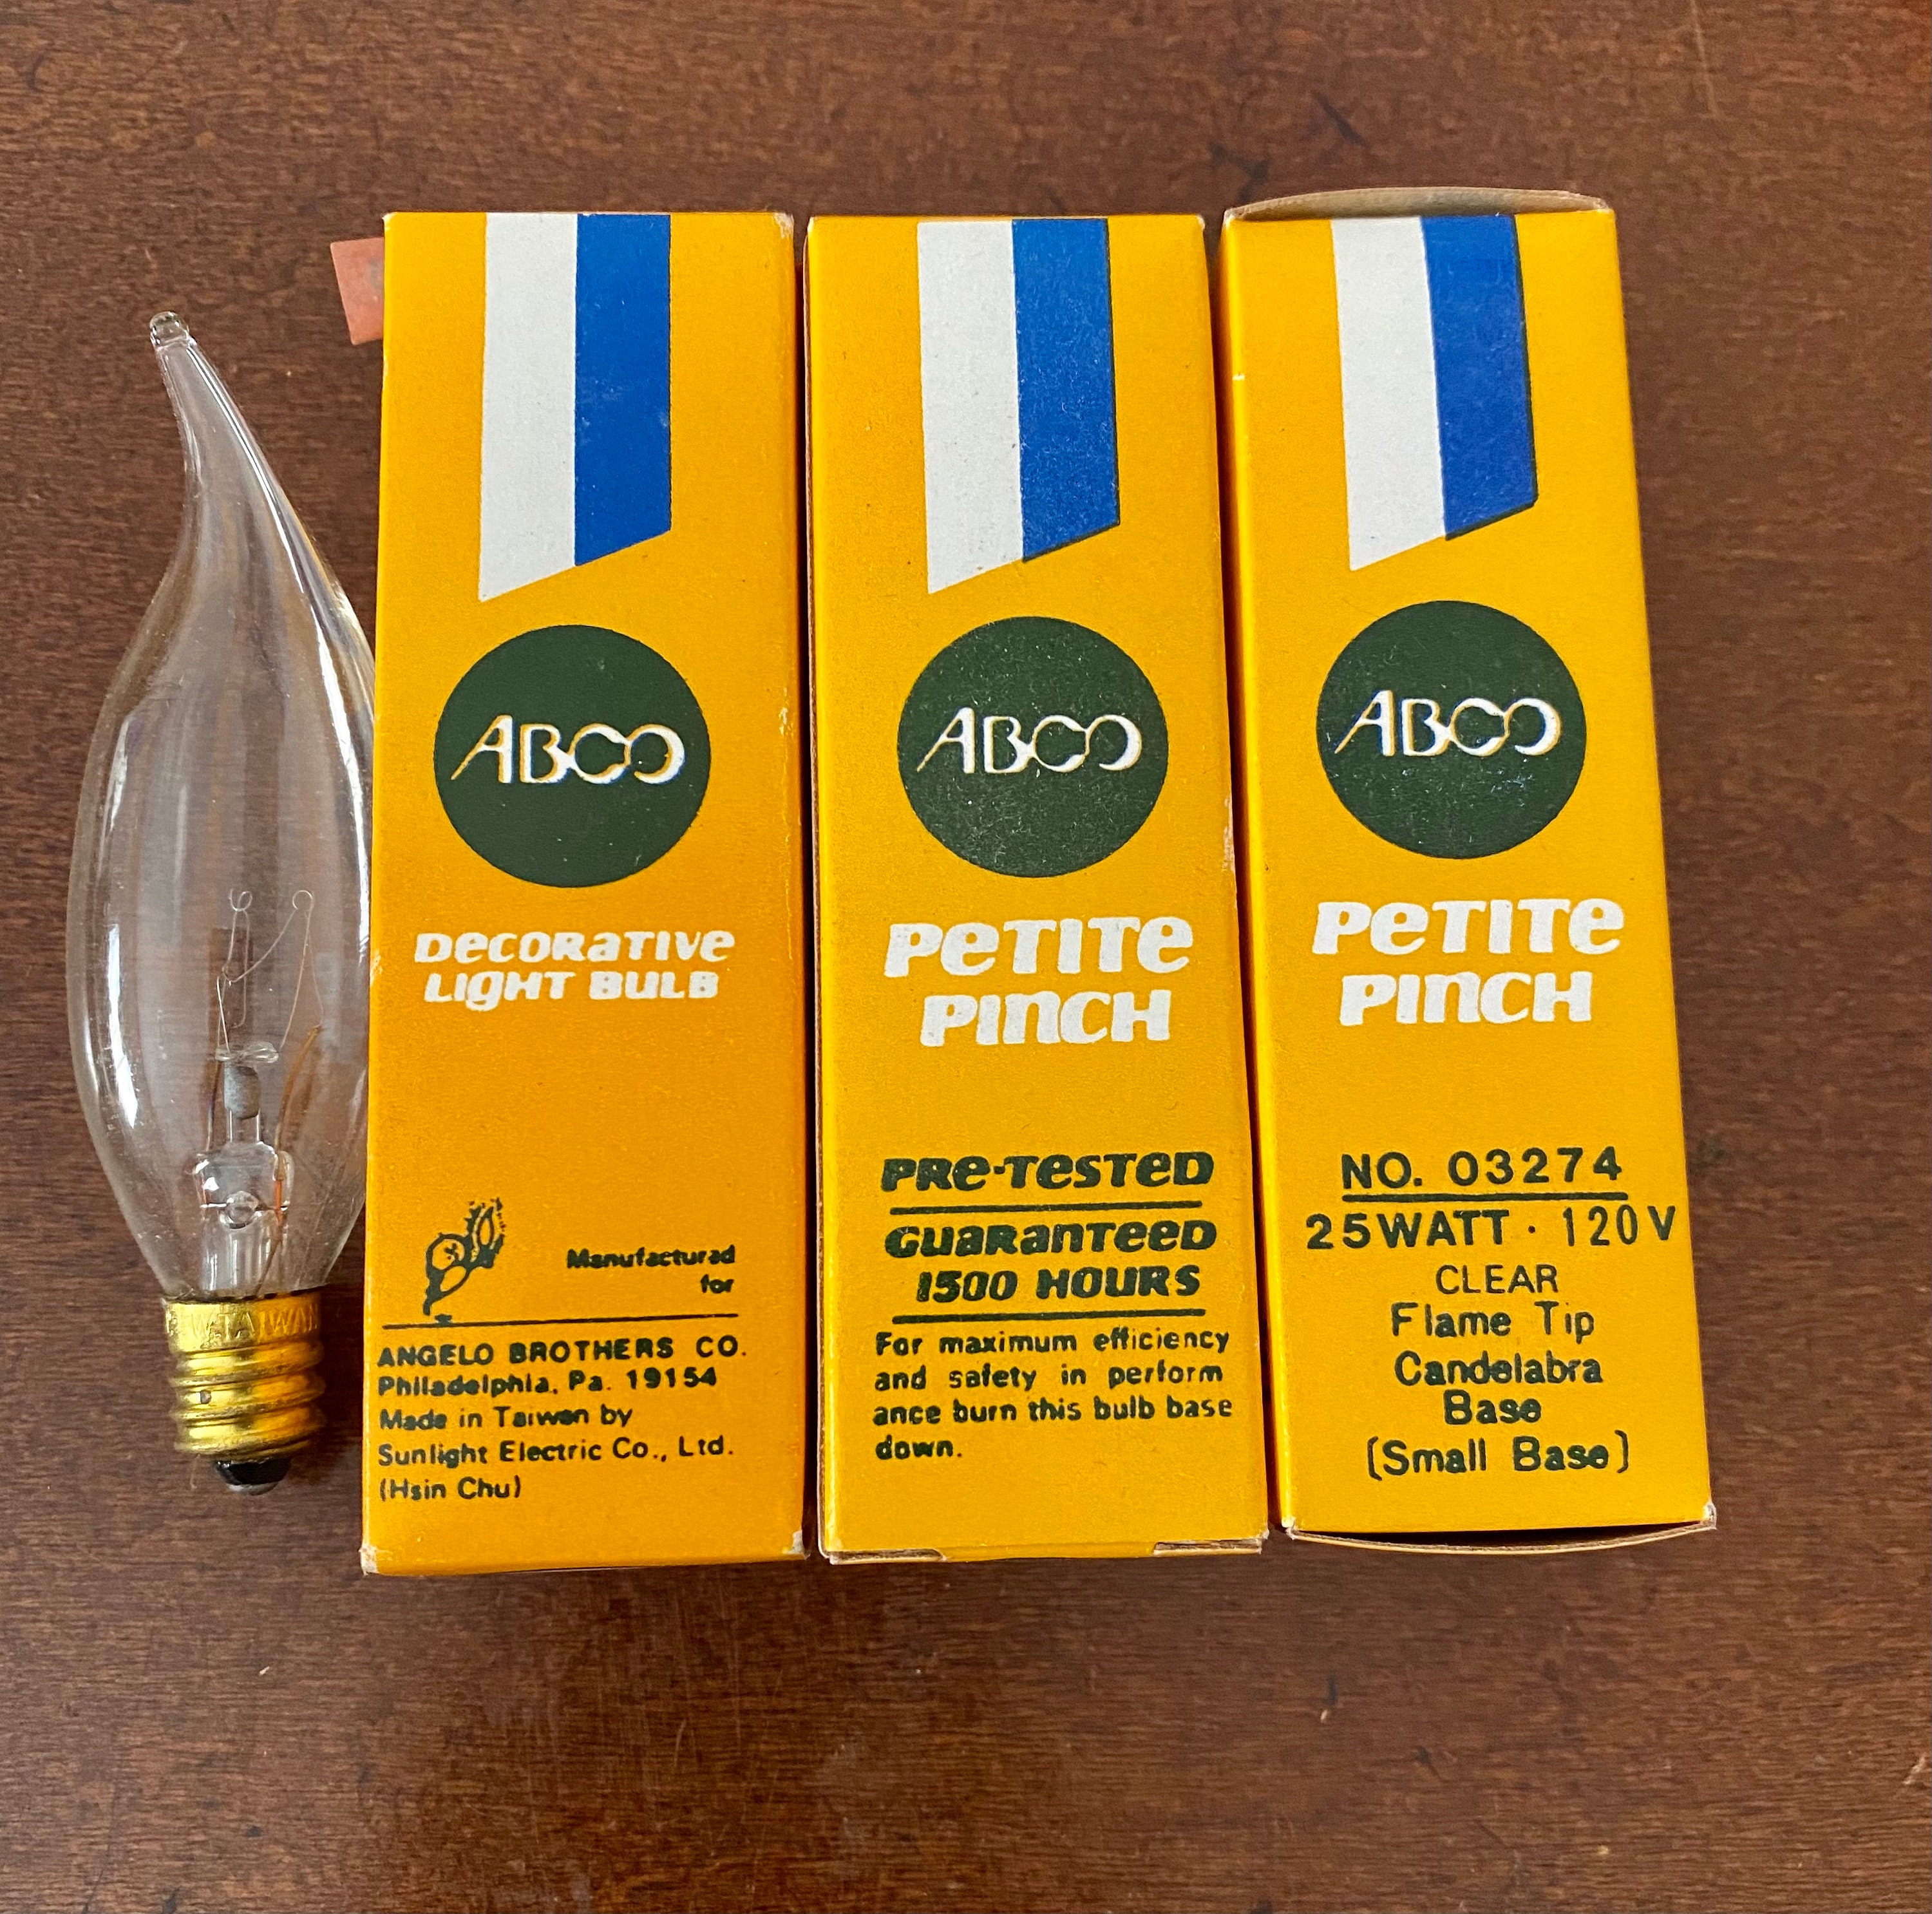 ABCO
DECORATIVE
LIGHT BULB
Manufactured
for
ANGELO BROTHERS CO.
Philadelphia, Pa. 19154
Made in Taiwan by
Sunlight Electric Co., Ltd.
(Hsin Chu)
ABCO
PETITE
PINCH
PRE-TESTED
GUARANTEED
1500 HOURS
For maximum efficiency
and safety in perform
ance burn this bulb base
down.
ABCO
PETITE
PINCH
NO. 03274
25WATT · 120V
CLEAR
Flame Tip
Candelabra
Base
(Small Base)